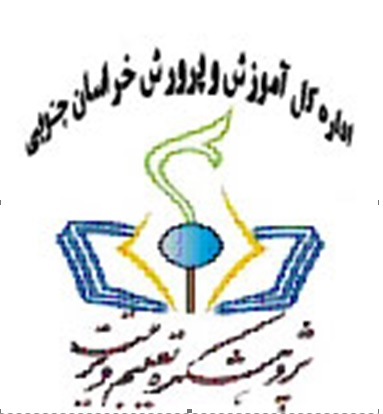 اداره کل آموزش و پرورش خراسان جنوبی
پژوهشکده تعلیم و تربیت